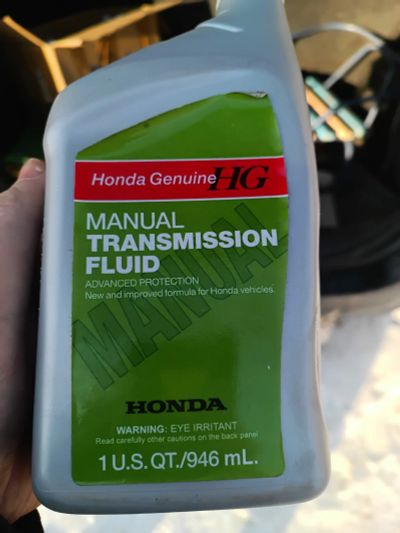 Honda Genuine HG
MANUAL
TRANSMISSION
FLUID
ADVANCED PROTECTION
New and improved formula for Honda vehicles.
MANUAL
HONDA
WARNING: EYE IRRITANT
Read carefully other cautions on the back panel
1 U.S. QT./946 mL.